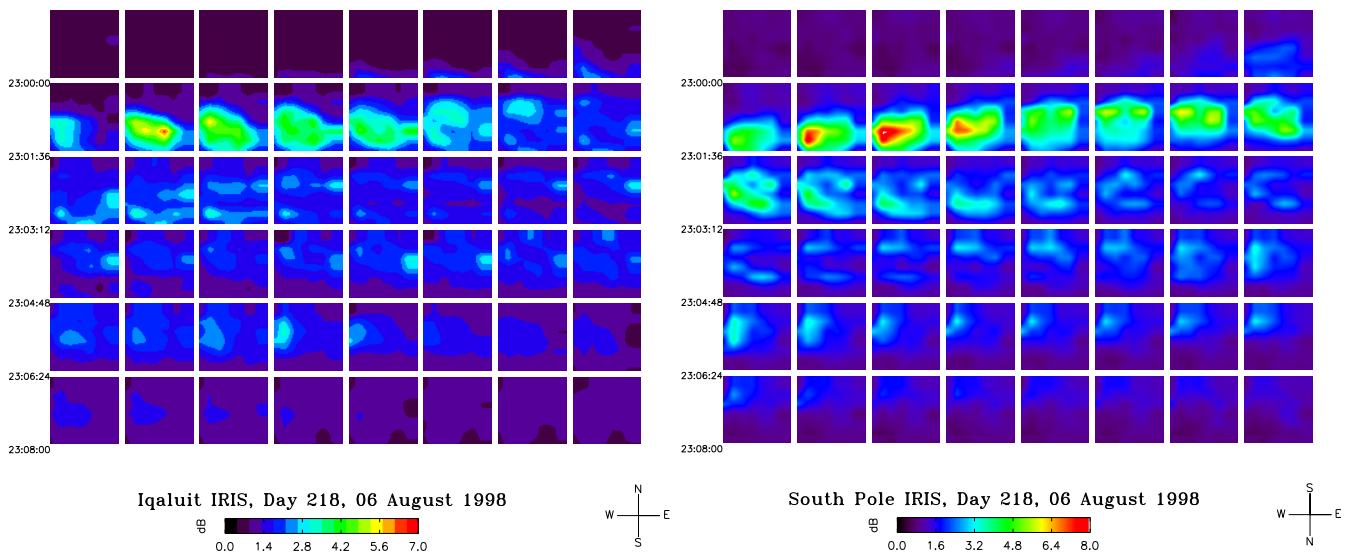 23:00:00
23:01:36
23:03:12
23:04:48
23:06:24
23:08:00
Iqaluit IRIS, Day 218, 06 August 1998
dB
0.0 1.4 2.8 4.2 5.6 7.0
N
W E
S
23:00:00
23:01:36
23:03:12
23:04:48
23:06:24
23:08:00
South Pole IRIS, Day 218, 06 August 1998
dB
0.0 1.6 3.2 4.8 6.4 8.0
S
W E
N